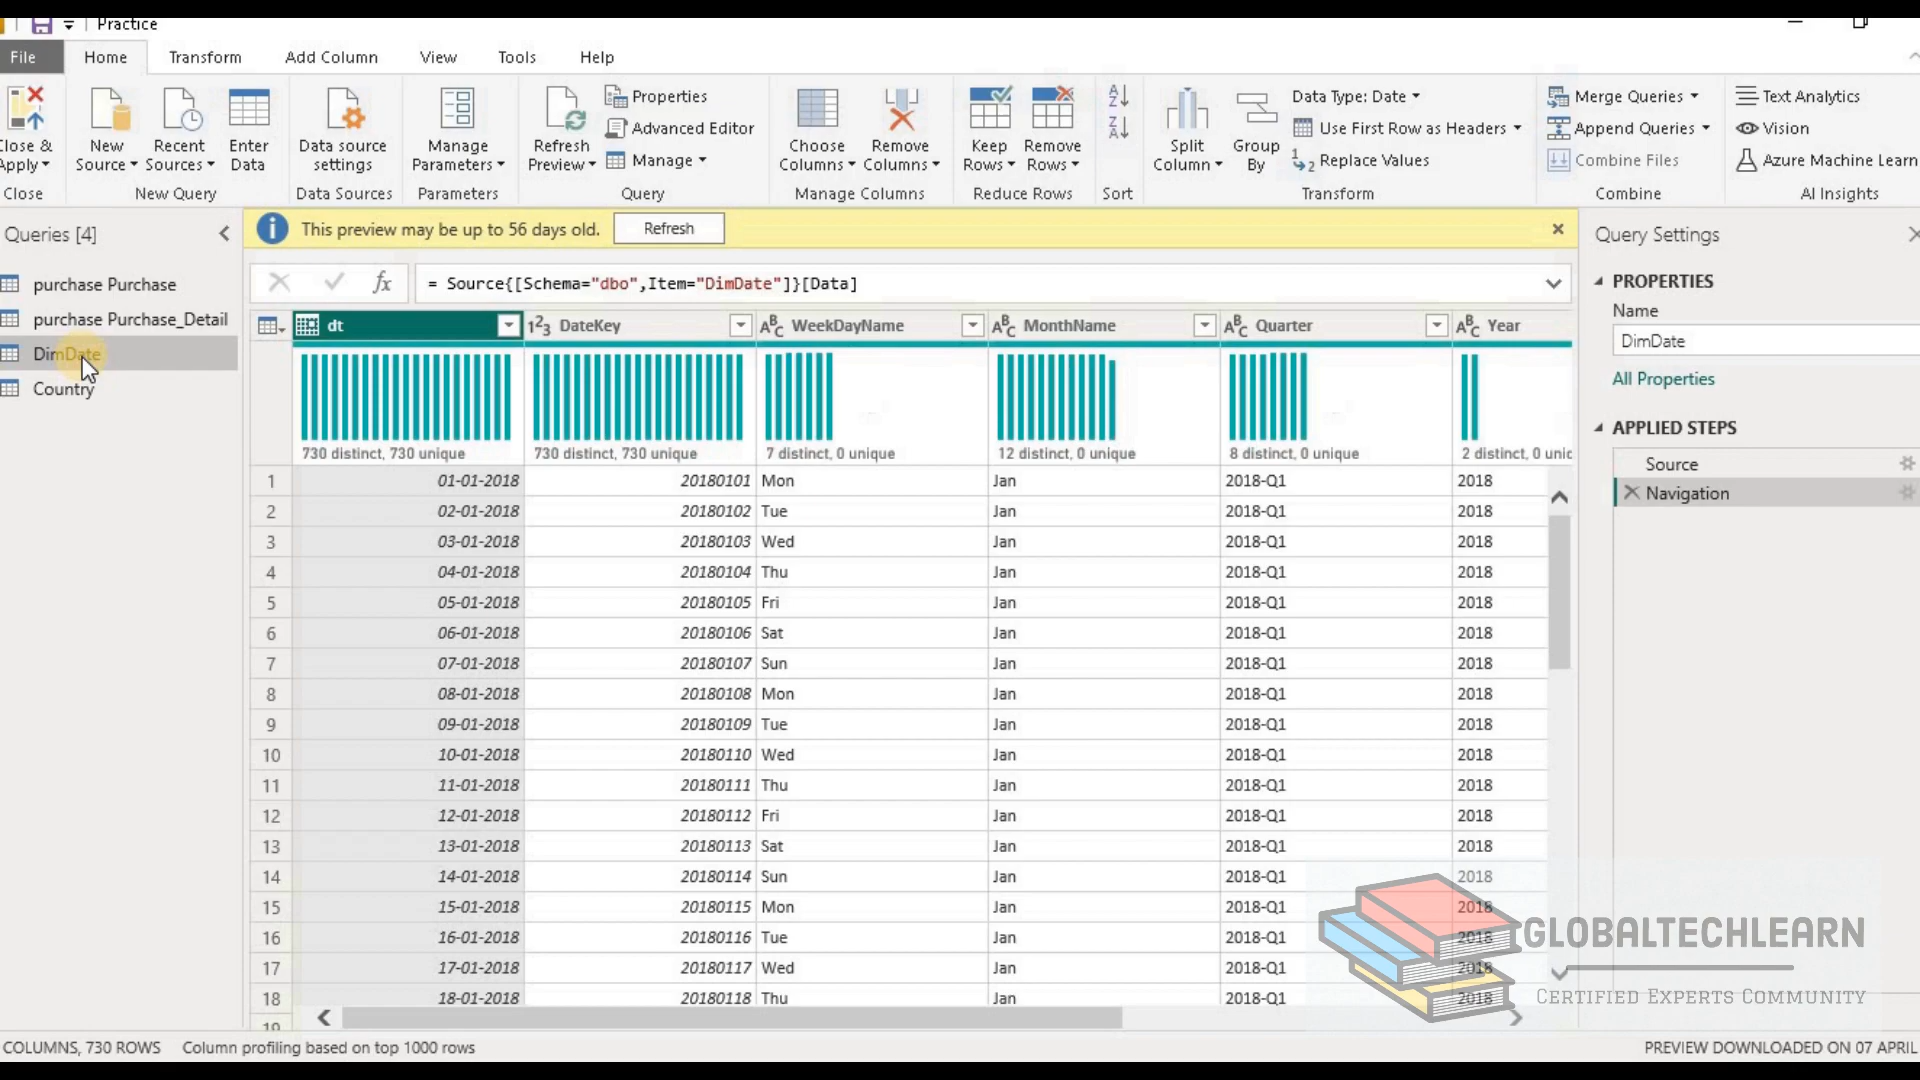 Practice
File Home Transform Add Column View Tools Help
Close & Apply
New Source
Recent Sources
Enter Data
Data source settings
Manage Parameters
Refresh Preview
Properties
Advanced Editor
Manage
Choose Columns
Remove Columns
Keep Rows
Remove Rows
Split Column
Group By
Data Type: Date
Use First Row as Headers
Replace Values
Merge Queries
Append Queries
Combine Files
Text Analytics
Vision
Azure Machine Learn
Close New Query Data Sources Parameters Query Manage Columns Reduce Rows Sort Transform Combine AI Insights
Queries [4]
purchase Purchase
purchase Purchase_Detail
DimDate
Country
This preview may be up to 56 days old. Refresh
fx = Source{[Schema="dbo",Item="DimDate"]}[Data]
dt 123 DateKey ABC WeekDayName ABC MonthName ABC Quarter ABC Year
730 distinct, 730 unique 730 distinct, 730 unique 7 distinct, 0 unique 12 distinct, 0 unique 8 distinct, 0 unique 2 distinct, 0 unic
1 01-01-2018 20180101 Mon Jan 2018-Q1 2018
2 02-01-2018 20180102 Tue Jan 2018-Q1 2018
3 03-01-2018 20180103 Wed Jan 2018-Q1 2018
4 04-01-2018 20180104 Thu Jan 2018-Q1 2018
5 05-01-2018 20180105 Fri Jan 2018-Q1 2018
6 06-01-2018 20180106 Sat Jan 2018-Q1 2018
7 07-01-2018 20180107 Sun Jan 2018-Q1 2018
8 08-01-2018 20180108 Mon Jan 2018-Q1 2018
9 09-01-2018 20180109 Tue Jan 2018-Q1 2018
10 10-01-2018 20180110 Wed Jan 2018-Q1 2018
11 11-01-2018 20180111 Thu Jan 2018-Q1 2018
12 12-01-2018 20180112 Fri Jan 2018-Q1 2018
13 13-01-2018 20180113 Sat Jan 2018-Q1 2018
14 14-01-2018 20180114 Sun Jan 2018-Q1 2018
15 15-01-2018 20180115 Mon Jan 2018-Q1 2018
16 16-01-2018 20180116 Tue Jan 2018-Q1 2018
17 17-01-2018 20180117 Wed Jan 2018-Q1 2018
18 18-01-2018 20180118 Thu Jan 2018-Q1 2018
19
Query Settings
PROPERTIES
Name
DimDate
All Properties
APPLIED STEPS
Source
Navigation
GLOBALTECHLEARN
CERTIFIED EXPERTS COMMUNITY
COLUMNS, 730 ROWS Column profiling based on top 1000 rows PREVIEW DOWNLOADED ON 07 APRIL